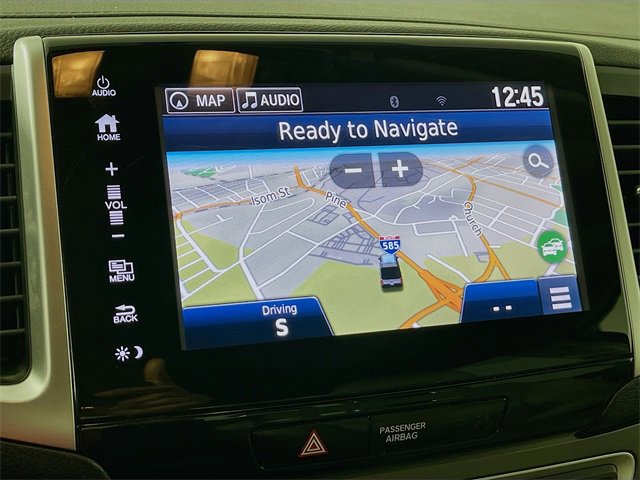 AUDIO
HOME
+
VOL
−
MENU
BACK
MAP
AUDIO
12:45
Ready to Navigate
− +
Isom St
Pine
Church
585
Driving
S
--
PASSENGER
AIRBAG